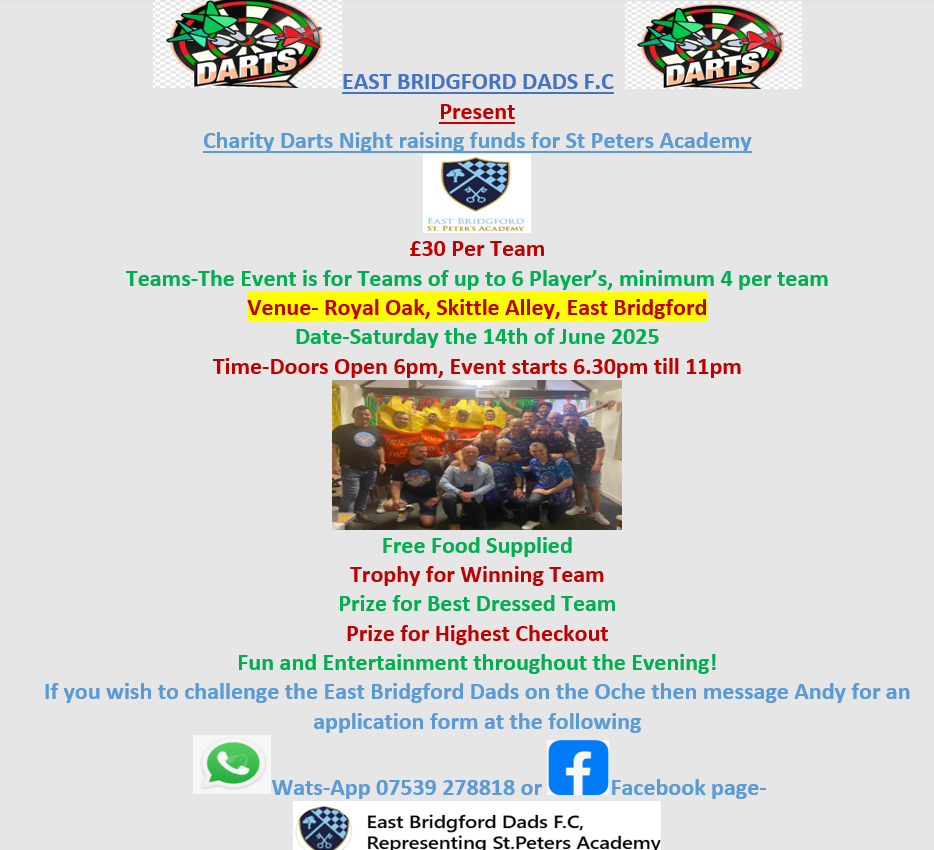 DARTS
DARTS
EAST BRIDGFORD DADS F.C
Present
Charity Darts Night raising funds for St Peters Academy
EAST BRIDGFORD
ST. PETER'S ACADEMY
£30 Per Team
Teams-The Event is for Teams of up to 6 Player’s, minimum 4 per team
Venue- Royal Oak, Skittle Alley, East Bridgford
Date-Saturday the 14th of June 2025
Time-Doors Open 6pm, Event starts 6.30pm till 11pm
Free Food Supplied
Trophy for Winning Team
Prize for Best Dressed Team
Prize for Highest Checkout
Fun and Entertainment throughout the Evening!
If you wish to challenge the East Bridgford Dads on the Oche then message Andy for an
application form at the following
Wats-App 07539 278818 or Facebook page-
East Bridgford Dads F.C,
Representing St.Peters Academy